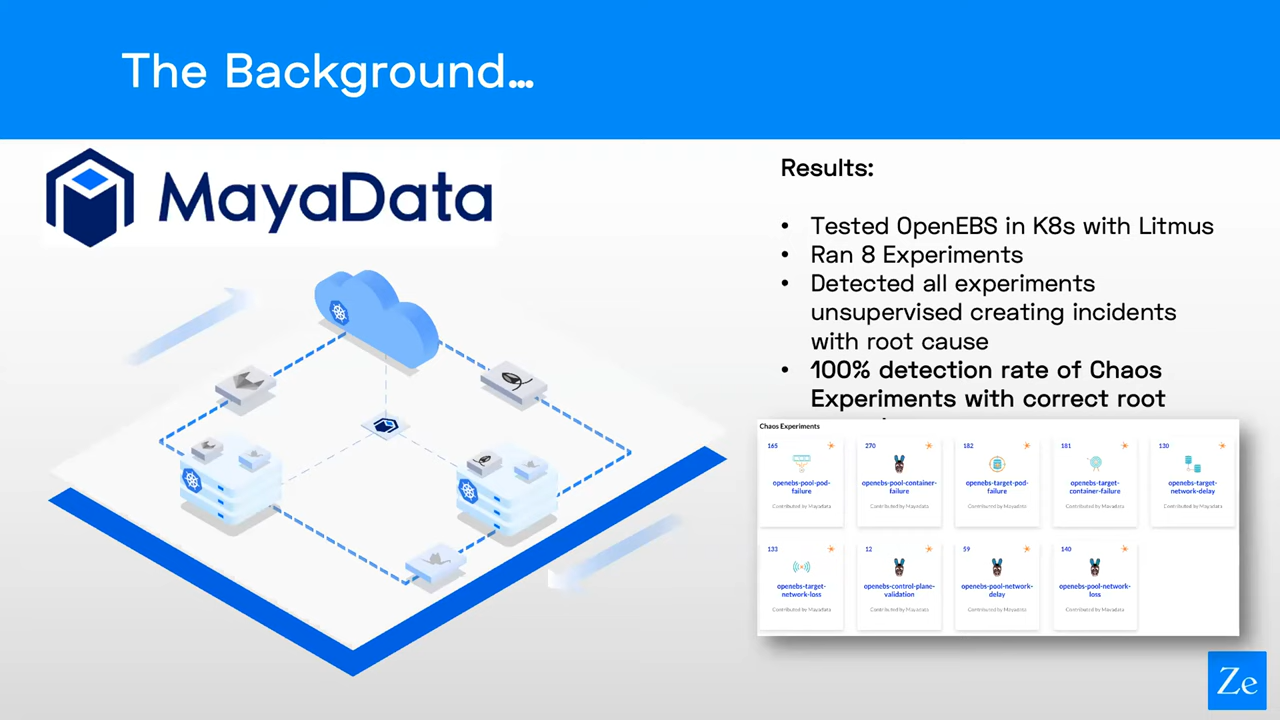 The Background…
MayaData
Results:
• Tested OpenEBS in K8s with Litmus
• Ran 8 Experiments
• Detected all experiments
unsupervised creating incidents
with root cause
• 100% detection rate of Chaos
Experiments with correct root
Chaos Experiments
165
openebs-pool-pod-
failure
Contributed by Mayadata
270
openebs-pool-container-
failure
Contributed by Mayadata
182
openebs-target-pod-
failure
Contributed by Mayadata
181
openebs-target-
container-failure
Contributed by Mayadata
130
openebs-target-
network-delay
Contributed by Mayadata
133
openebs-target-
network-loss
Contributed by Mayadata
12
openebs-control-plane-
validation
Contributed by Mayadata
59
openebs-pool-network-
delay
Contributed by Mayadata
140
openebs-pool-network-
loss
Contributed by Mayadata
Ze